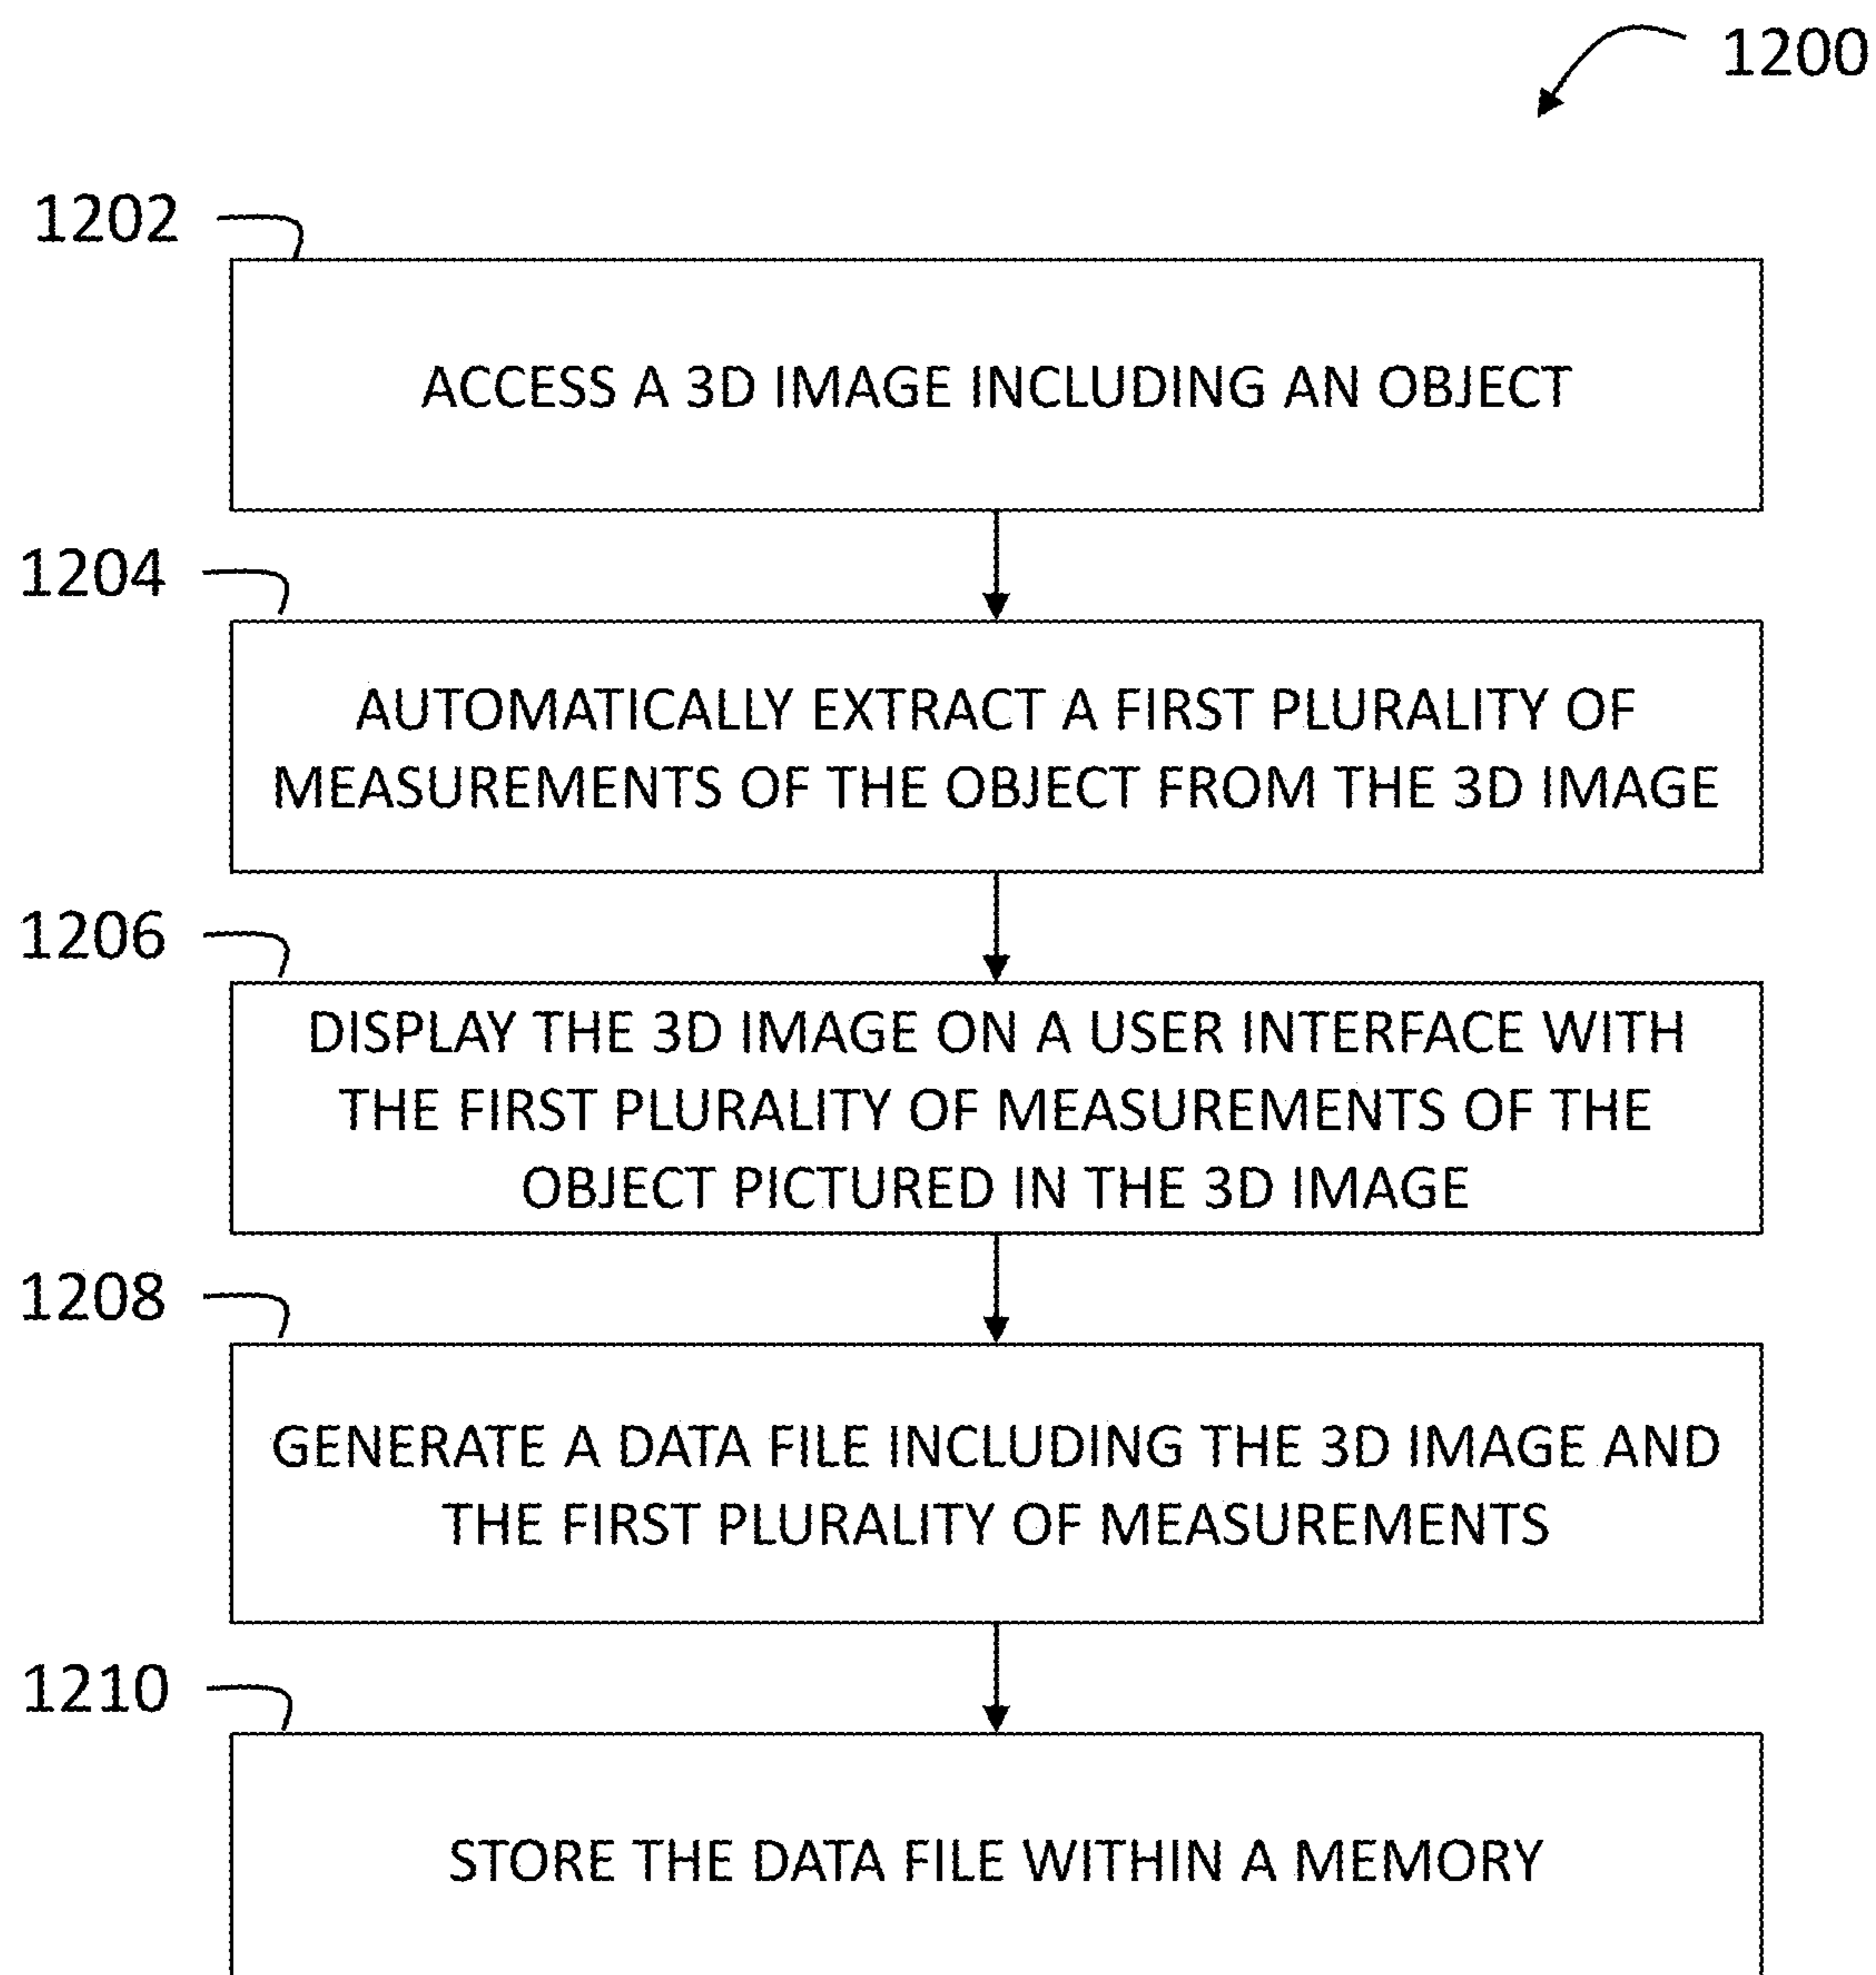 1200
1202
ACCESS A 3D IMAGE INCLUDING AN OBJECT
1204
AUTOMATICALLY EXTRACT A FIRST PLURALITY OF
MEASUREMENTS OF THE OBJECT FROM THE 3D IMAGE
1206
DISPLAY THE 3D IMAGE ON A USER INTERFACE WITH
THE FIRST PLURALITY OF MEASUREMENTS OF THE
OBJECT PICTURED IN THE 3D IMAGE
1208
GENERATE A DATA FILE INCLUDING THE 3D IMAGE AND
THE FIRST PLURALITY OF MEASUREMENTS
1210
STORE THE DATA FILE WITHIN A MEMORY